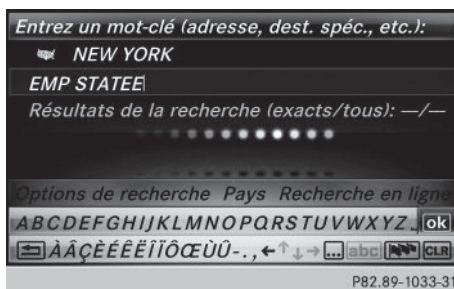 Entrez un mot-clé (adresse, dest. spéc., etc.):
NEW YORK
EMP STATEE
Résultats de la recherche (exacts/tous): —/—
Options de recherche Pays Recherche en ligne
ABCDEFGHIJKLMNOPQRSTUVWXYZ_ ok
ÀÂÇÈÉÊËÎÏÔŒÙÛ-.,←↑↓→... abc CLR
P82.89-1033-31